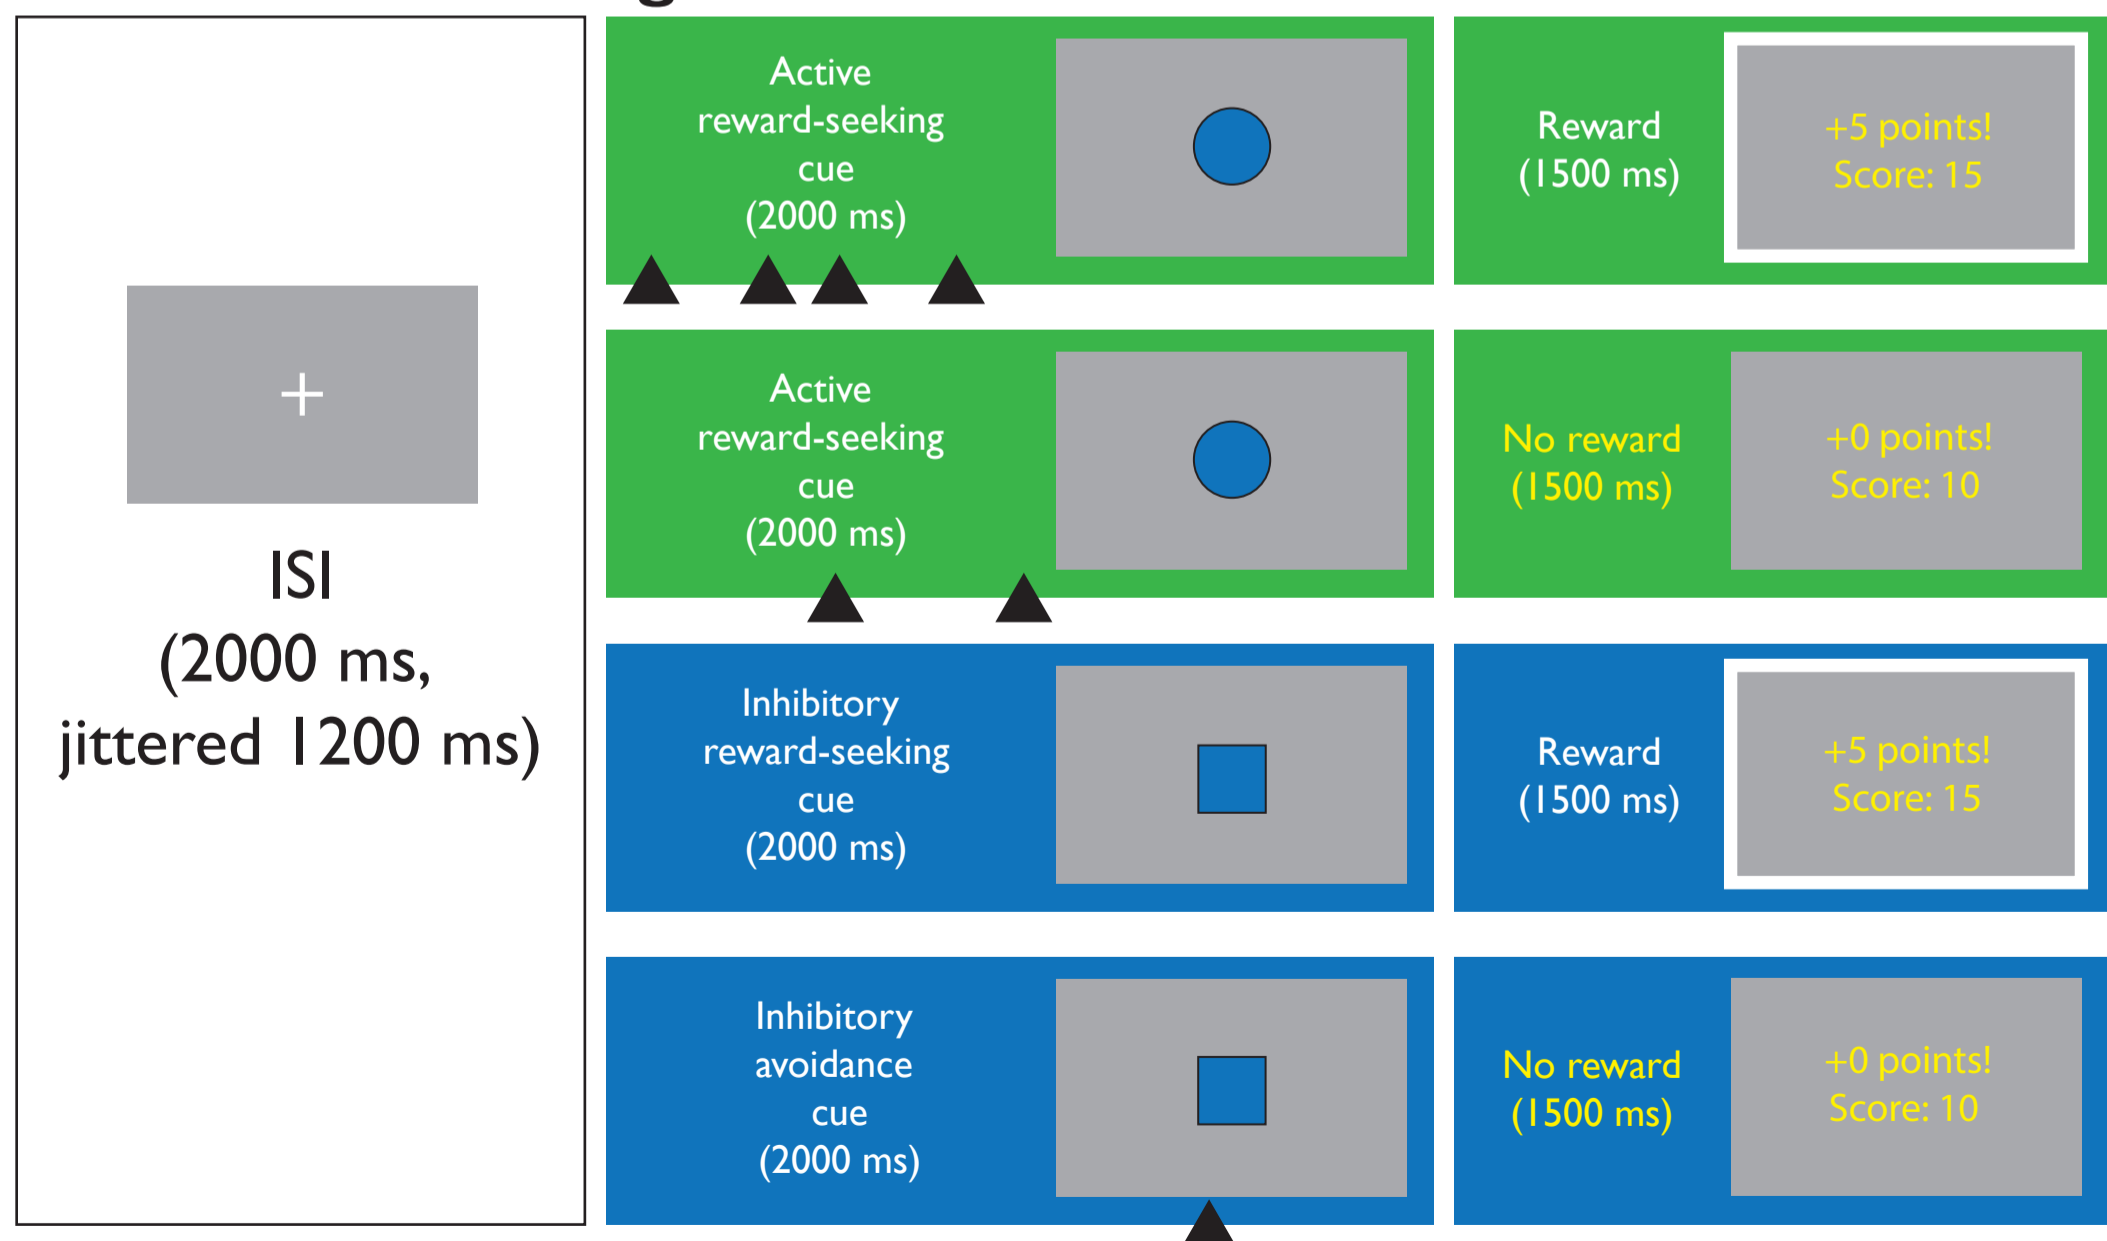 ISI
(2000 ms,
jittered 1200 ms)
Active
reward-seeking
cue
(2000 ms)
Reward
(1500 ms)
+5 points!
Score: 15
Active
reward-seeking
cue
(2000 ms)
No reward
(1500 ms)
+0 points!
Score: 10
Inhibitory
reward-seeking
cue
(2000 ms)
Reward
(1500 ms)
+5 points!
Score: 15
Inhibitory
avoidance
cue
(2000 ms)
No reward
(1500 ms)
+0 points!
Score: 10